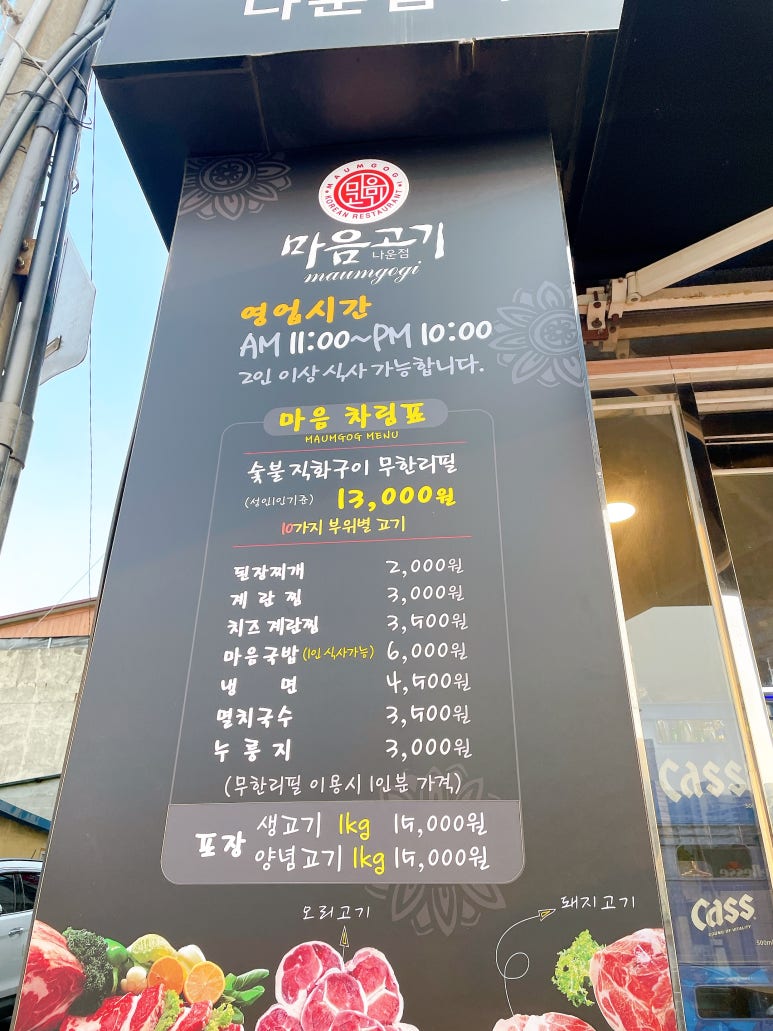 MAUMGOGI
마음고기
KOREAN RESTAURANT
마음고기
나운점
maumgogi
영업시간
AM 11:00~PM 10:00
2인 이상 식사 가능합니다.
마음 차림표
MAUMGOG MENU
숯불 직화구이 무한리필
(성인1인기준) 13,000원
10가지 부위별 고기
된장찌개 2,000원
계란찜 3,000원
치즈 계란찜 3,500원
마음국밥 (1인 식사가능) 6,000원
냉면 4,500원
멸치국수 3,500원
누룽지 3,000원
(무한리필 이용시 1인분 가격)
포장 생고기 1kg 15,000원
양념고기 1kg 15,000원
오리고기
돼지고기
Cass
Cass
SOUND OF VITALITY
500ml